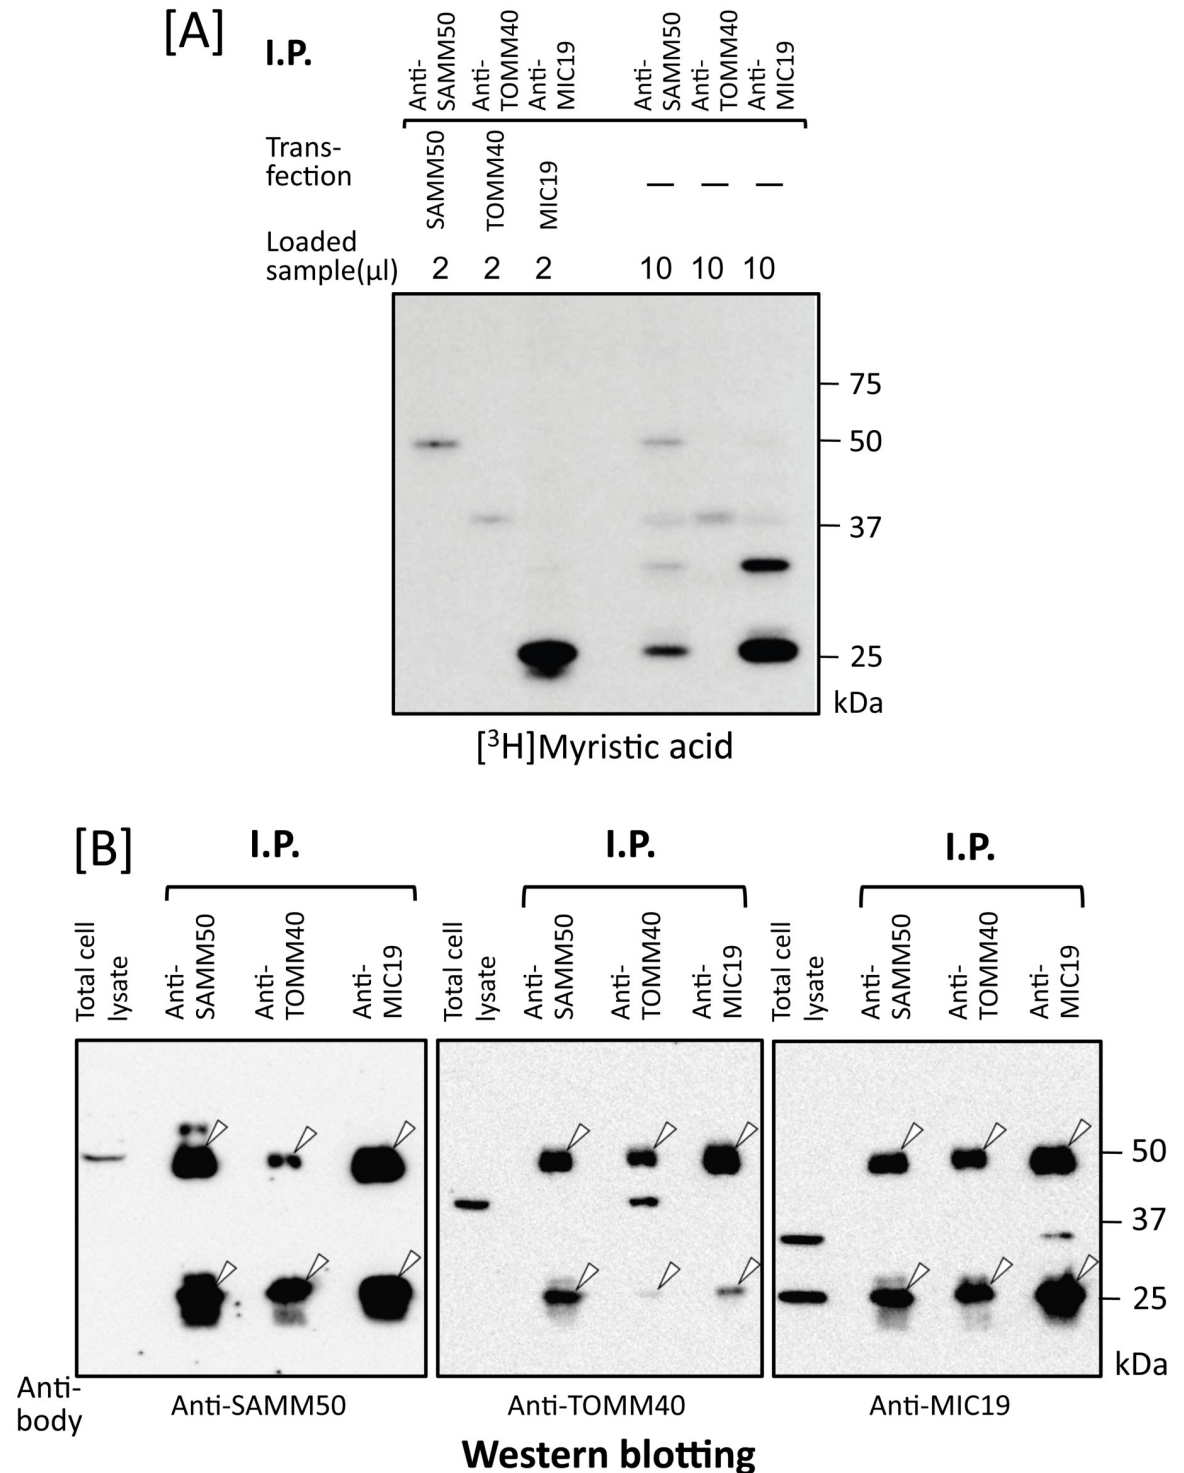 [A]
I.P.
Anti-
SAMM50
Anti-
TOMM40
Anti-
MIC19
Anti-
SAMM50
Anti-
TOMM40
Anti-
MIC19
Trans-
fection
SAMM50
TOMM40
MIC19
— — —
Loaded
sample(μl) 2 2 2 10 10 10
75
50
37
25
kDa
[³H]Myristic acid
[B]
I.P.
I.P.
I.P.
Total cell
lysate
Anti-
SAMM50
Anti-
TOMM40
Anti-
MIC19
Total cell
lysate
Anti-
SAMM50
Anti-
TOMM40
Anti-
MIC19
Total cell
lysate
Anti-
SAMM50
Anti-
TOMM40
Anti-
MIC19
50
37
25
kDa
Anti-
body
Anti-SAMM50
Anti-TOMM40
Anti-MIC19
Western blotting